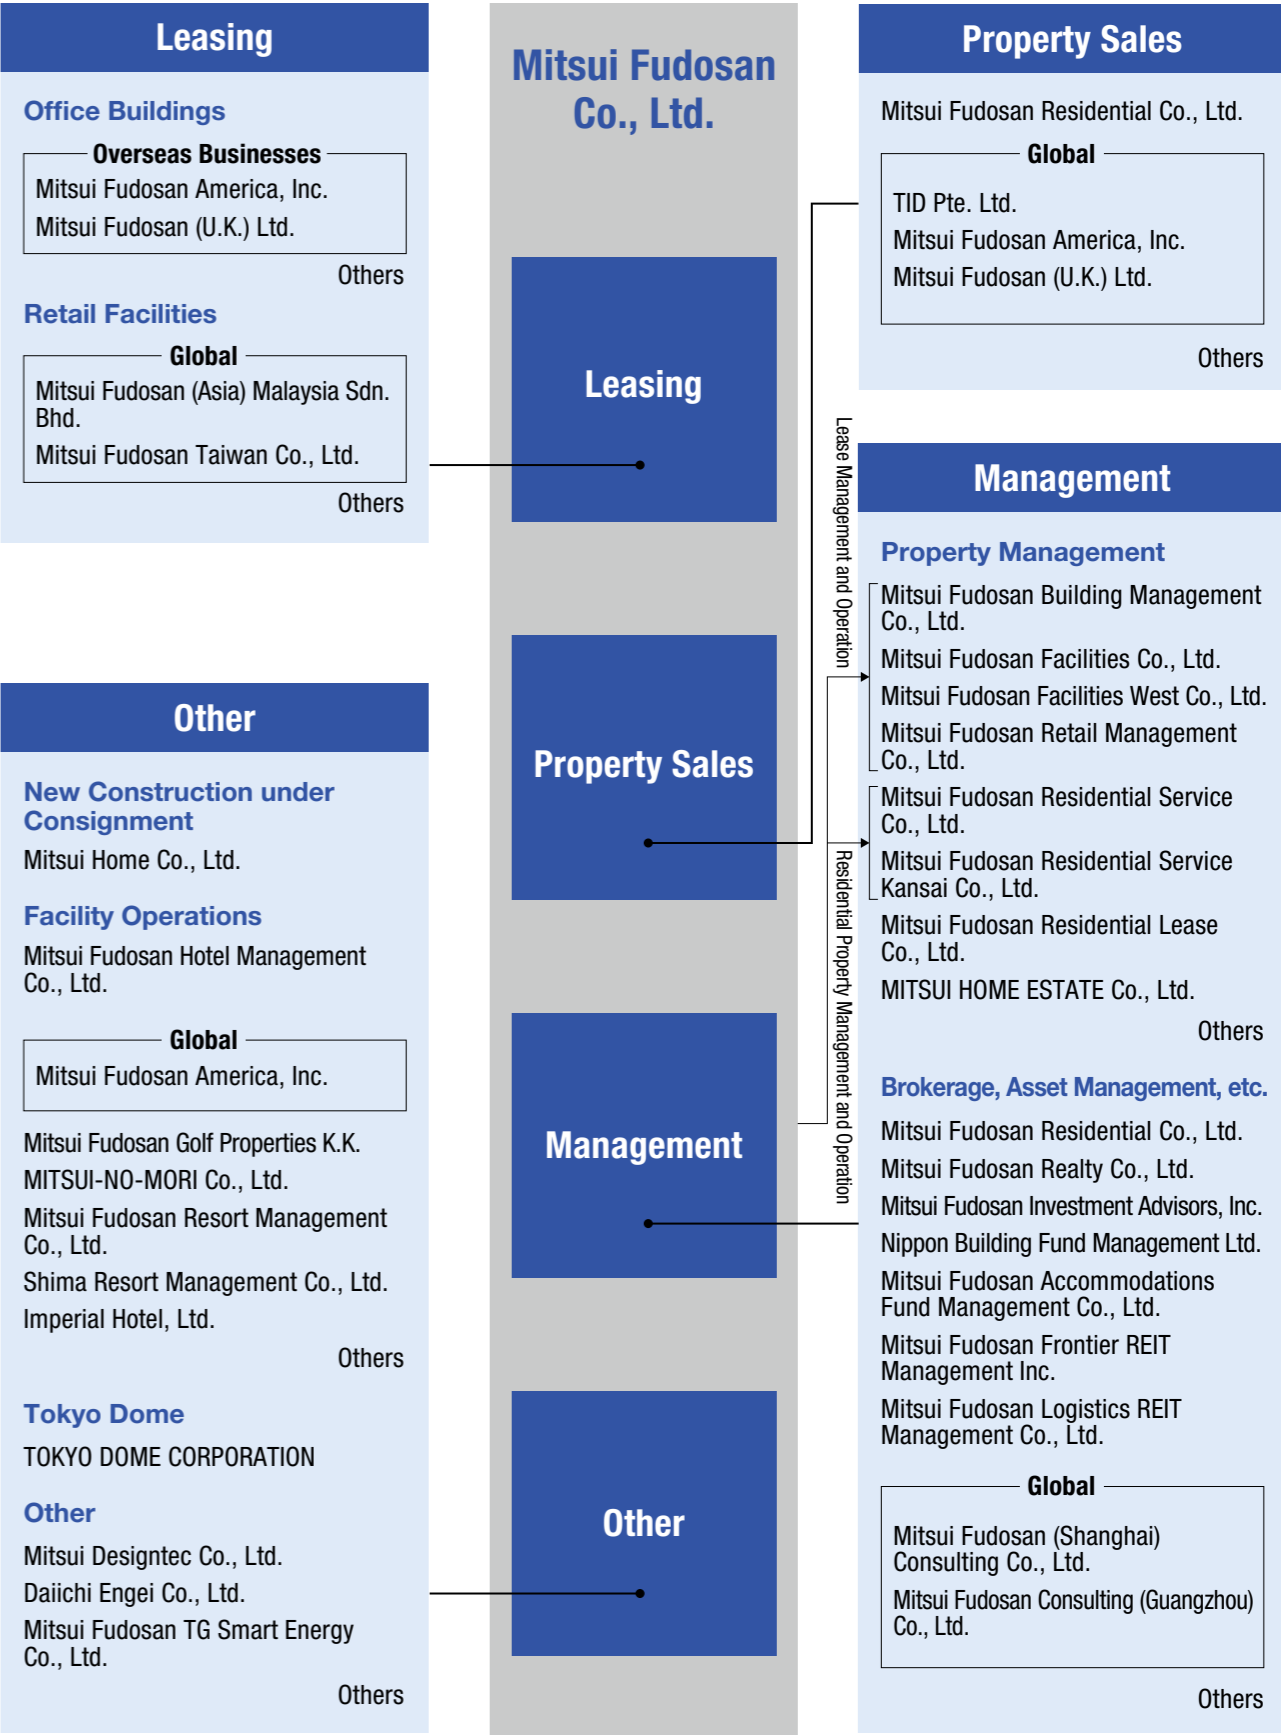 Leasing
Office Buildings
Overseas Businesses
Mitsui Fudosan America, Inc.
Mitsui Fudosan (U.K.) Ltd.
Others
Retail Facilities
Global
Mitsui Fudosan (Asia) Malaysia Sdn.
Bhd.
Mitsui Fudosan Taiwan Co., Ltd.
Others
Other
New Construction under
Consignment
Mitsui Home Co., Ltd.
Facility Operations
Mitsui Fudosan Hotel Management
Co., Ltd.
Global
Mitsui Fudosan America, Inc.
Mitsui Fudosan Golf Properties K.K.
MITSUI-NO-MORI Co., Ltd.
Mitsui Fudosan Resort Management
Co., Ltd.
Shima Resort Management Co., Ltd.
Imperial Hotel, Ltd.
Others
Tokyo Dome
TOKYO DOME CORPORATION
Other
Mitsui Designtec Co., Ltd.
Daiichi Engei Co., Ltd.
Mitsui Fudosan TG Smart Energy
Co., Ltd.
Others
Mitsui Fudosan
Co., Ltd.
Leasing
Property Sales
Management
Other
Lease Management and Operation
Residential Property Management and Operation
Property Sales
Mitsui Fudosan Residential Co., Ltd.
Global
TID Pte. Ltd.
Mitsui Fudosan America, Inc.
Mitsui Fudosan (U.K.) Ltd.
Others
Management
Property Management
Mitsui Fudosan Building Management
Co., Ltd.
Mitsui Fudosan Facilities Co., Ltd.
Mitsui Fudosan Facilities West Co., Ltd.
Mitsui Fudosan Retail Management
Co., Ltd.
Mitsui Fudosan Residential Service
Co., Ltd.
Mitsui Fudosan Residential Service
Kansai Co., Ltd.
Mitsui Fudosan Residential Lease
Co., Ltd.
MITSUI HOME ESTATE Co., Ltd.
Others
Brokerage, Asset Management, etc.
Mitsui Fudosan Residential Co., Ltd.
Mitsui Fudosan Realty Co., Ltd.
Mitsui Fudosan Investment Advisors, Inc.
Nippon Building Fund Management Ltd.
Mitsui Fudosan Accommodations
Fund Management Co., Ltd.
Mitsui Fudosan Frontier REIT
Management Inc.
Mitsui Fudosan Logistics REIT
Management Co., Ltd.
Global
Mitsui Fudosan (Shanghai)
Consulting Co., Ltd.
Mitsui Fudosan Consulting (Guangzhou)
Co., Ltd.
Others